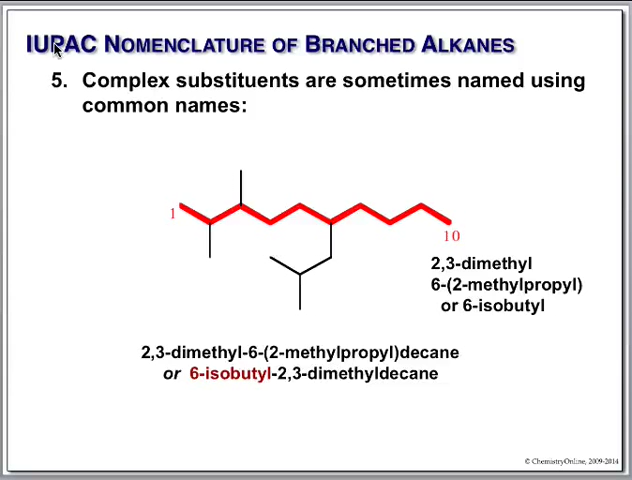 IUPAC NOMENCLATURE OF BRANCHED ALKANES
5. Complex substituents are sometimes named using
common names:
1
10
2,3-dimethyl
6-(2-methylpropyl)
or 6-isobutyl
2,3-dimethyl-6-(2-methylpropyl)decane
or 6-isobutyl-2,3-dimethyldecane
© ChemistryOnline, 2009-2014